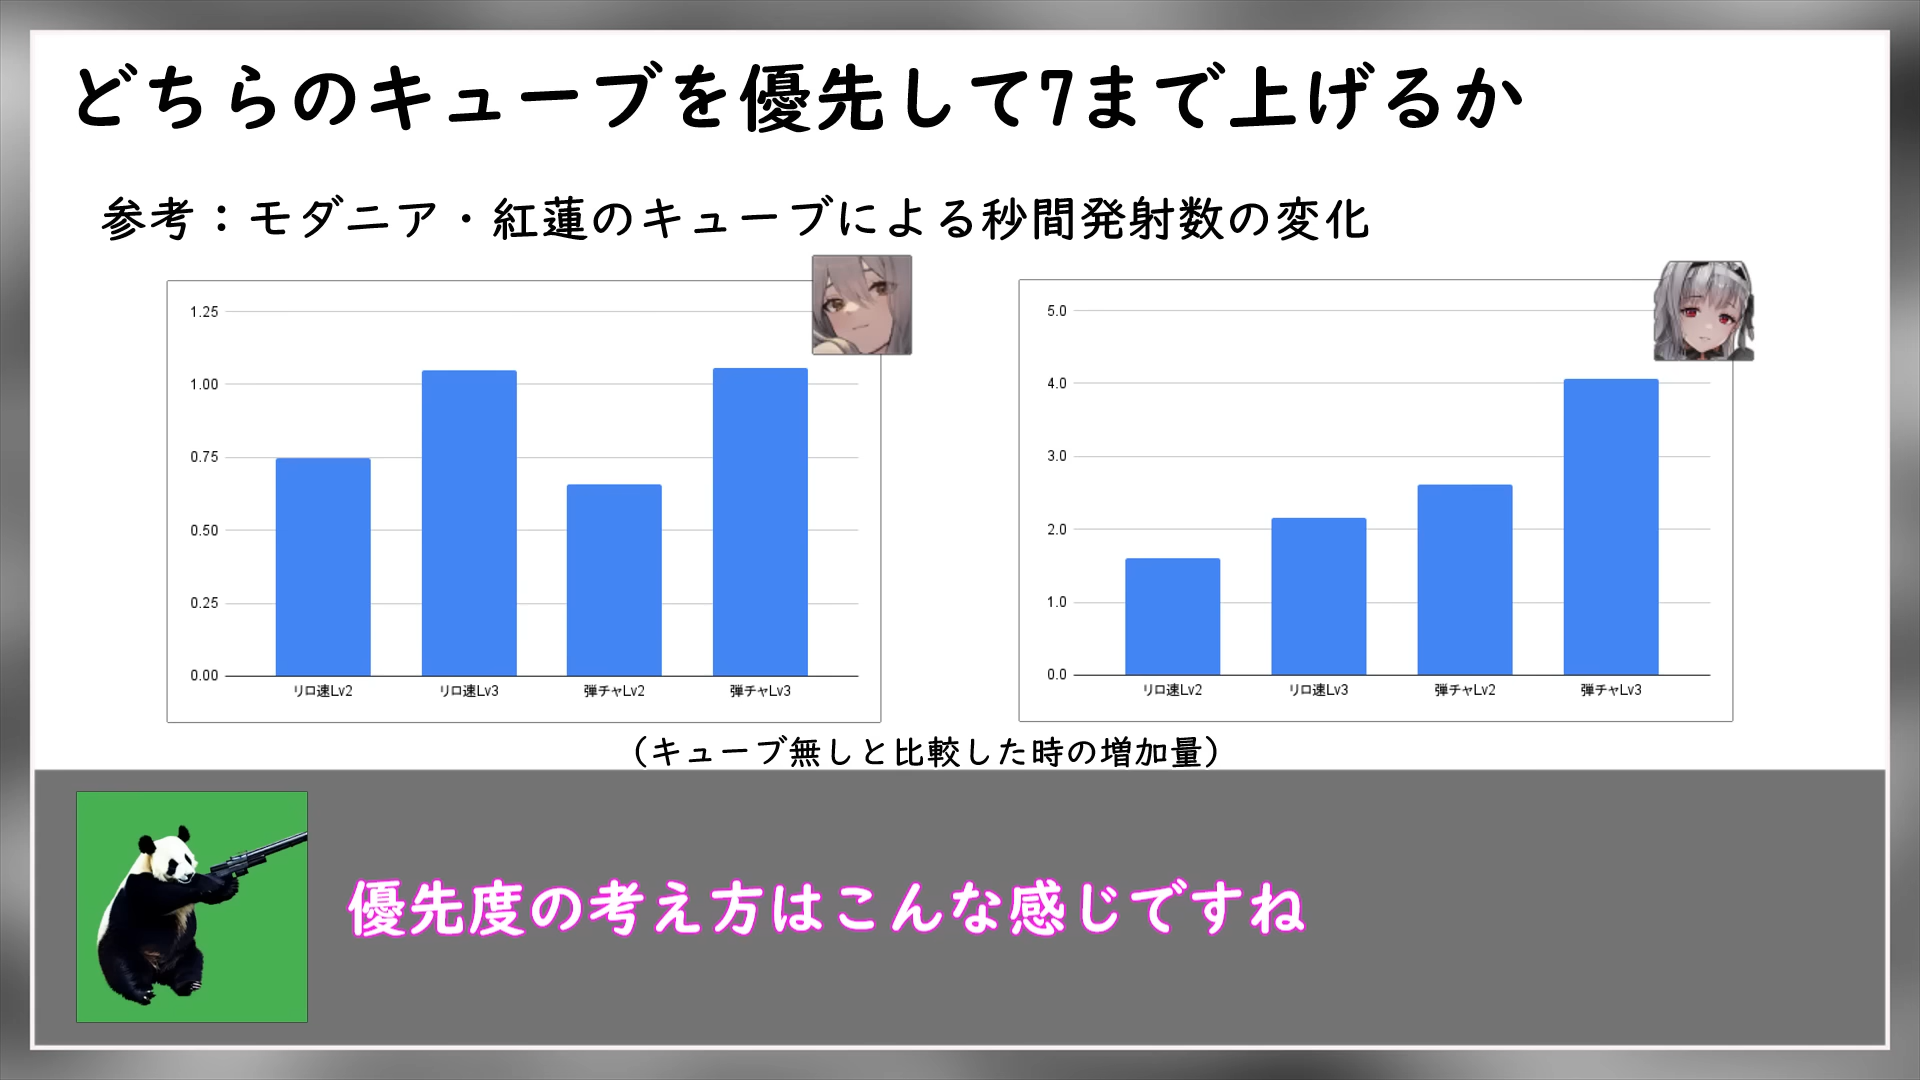 どちらのキューブを優先して7まで上げるか
参考：モダニア・紅蓮のキューブによる秒間発射数の変化
1.25
1.00
0.75
0.50
0.25
0.00
リロ速Lv2
リロ速Lv3
弾チャLv2
弾チャLv3
5.0
4.0
3.0
2.0
1.0
0.0
リロ速Lv2
リロ速Lv3
弾チャLv2
弾チャLv3
（キューブ無しと比較した時の増加量）
優先度の考え方はこんな感じですね